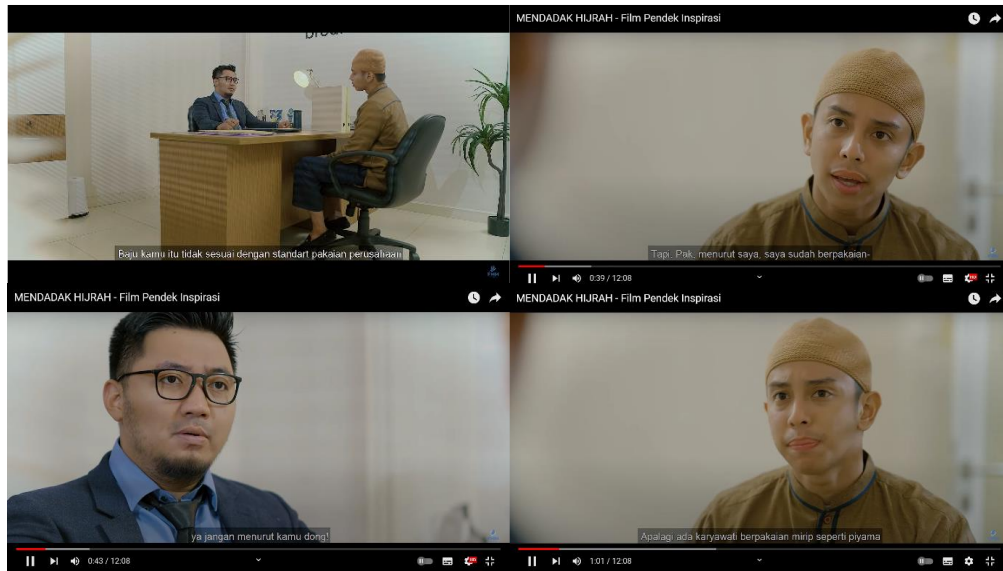 MENDADAK HIJRAH - Film Pendek Inspirasi
Baju kamu itu tidak sesuai dengan standart pakaian perusahaan
Tapi, Pak, menurut saya, saya sudah berpakaian-
0:39 / 12:08
MENDADAK HIJRAH - Film Pendek Inspirasi
MENDADAK HIJRAH - Film Pendek Inspirasi
ya jangan menurut kamu dong!
Apalagi ada karyawati berpakaian mirip seperti piyama
0:43 / 12:08
1:01 / 12:08